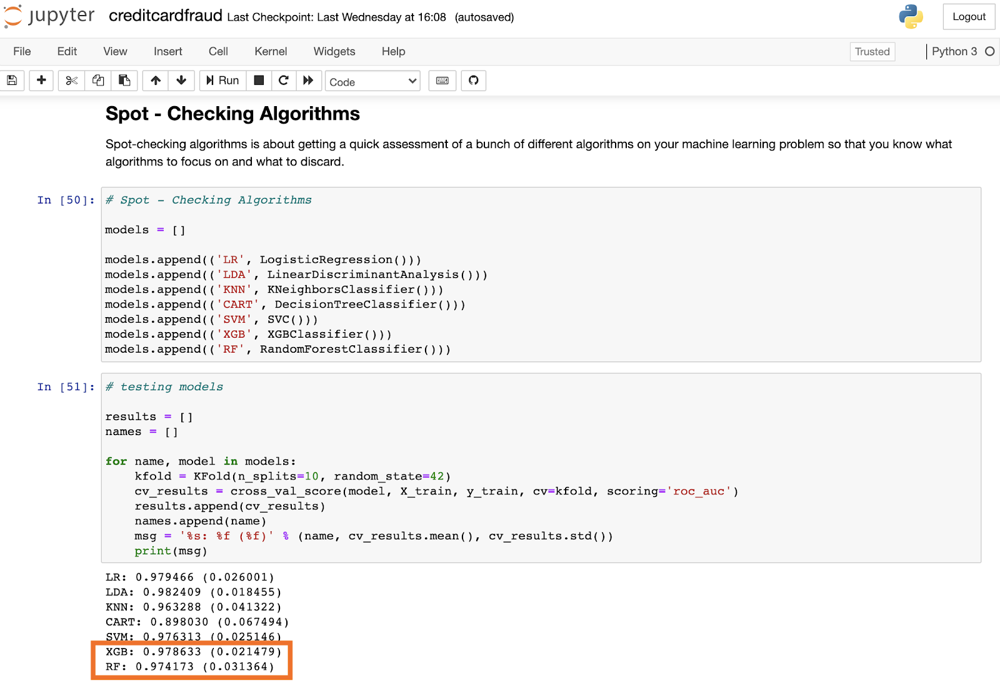 jupyter creditcardfraud Last Checkpoint: Last Wednesday at 16:08 (autosaved)
Logout
File Edit View Insert Cell Kernel Widgets Help
Trusted
Python 3
Run
Code
Spot - Checking Algorithms
Spot-checking algorithms is about getting a quick assessment of a bunch of different algorithms on your machine learning problem so that you know what
algorithms to focus on and what to discard.
In [50]:
# Spot - Checking Algorithms
models = []
models.append(('LR', LogisticRegression()))
models.append(('LDA', LinearDiscriminantAnalysis()))
models.append(('KNN', KNeighborsClassifier()))
models.append(('CART', DecisionTreeClassifier()))
models.append(('SVM', SVC()))
models.append(('XGB', XGBClassifier()))
models.append(('RF', RandomForestClassifier()))
In [51]:
# testing models
results = []
names = []
for name, model in models:
    kfold = KFold(n_splits=10, random_state=42)
    cv_results = cross_val_score(model, X_train, y_train, cv=kfold, scoring='roc_auc')
    results.append(cv_results)
    names.append(name)
    msg = '%s: %f (%f)' % (name, cv_results.mean(), cv_results.std())
    print(msg)
LR: 0.979466 (0.026001)
LDA: 0.982409 (0.018455)
KNN: 0.963288 (0.041322)
CART: 0.898030 (0.067494)
SVM: 0.976313 (0.025146)
XGB: 0.978633 (0.021479)
RF: 0.974173 (0.031364)